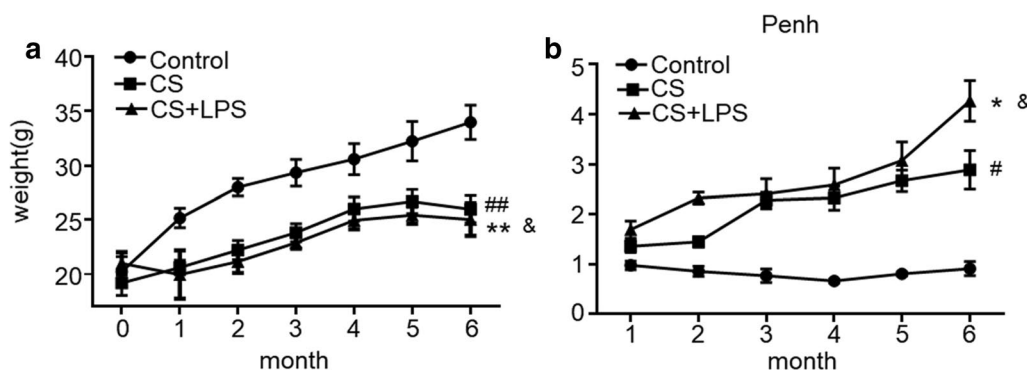 a
Control
CS
CS+LPS
weight(g)
40
35
30
25
20
##
** &
0 1 2 3 4 5 6
month
b
Penh
Control
CS
CS+LPS
5
4
3
2
1
0
* &
#
1 2 3 4 5 6
month